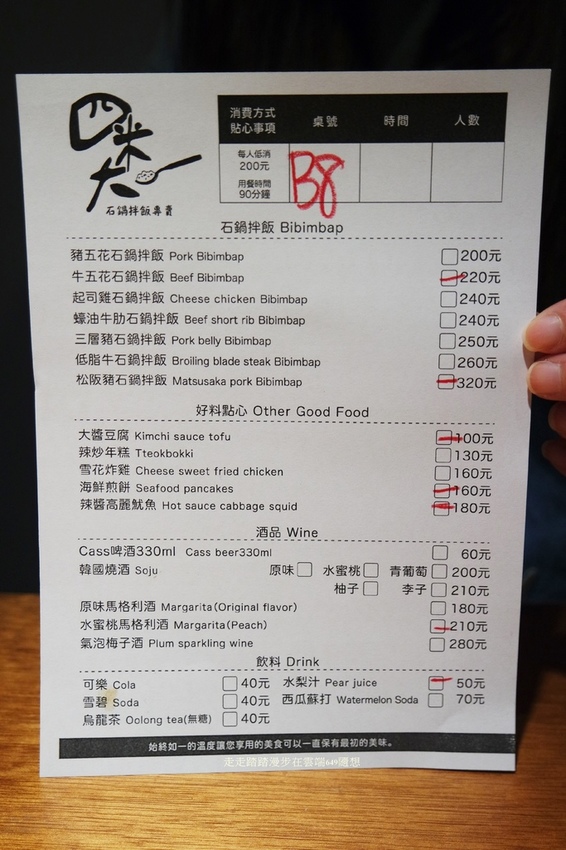 四米大
石鍋拌飯專賣
消費方式
貼心事項
桌號 時間 人數
每人低消
200元
用餐時間
90分鐘
B8
石鍋拌飯 Bibimbap
豬五花石鍋拌飯 Pork Bibimbap 200元
牛五花石鍋拌飯 Beef Bibimbap 220元
起司雞石鍋拌飯 Cheese chicken Bibimbap 240元
蠔油牛肋石鍋拌飯 Beef short rib Bibimbap 240元
三層豬石鍋拌飯 Pork belly Bibimbap 250元
低脂牛石鍋拌飯 Broiling blade steak Bibimbap 260元
松阪豬石鍋拌飯 Matsusaka pork Bibimbap 320元
好料點心 Other Good Food
大醬豆腐 Kimchi sauce tofu 100元
辣炒年糕 Tteokbokki 130元
雪花炸雞 Cheese sweet fried chicken 160元
海鮮煎餅 Seafood pancakes 160元
辣醬高麗魷魚 Hot sauce cabbage squid 180元
酒品 Wine
Cass啤酒330ml Cass beer330ml 60元
韓國燒酒 Soju 原味 水蜜桃 青葡萄 200元
柚子 李子 210元
原味馬格利酒 Margarita(Original flavor) 180元
水蜜桃馬格利酒 Margarita(Peach) 210元
氣泡梅子酒 Plum sparkling wine 280元
飲料 Drink
可樂 Cola 40元 水梨汁 Pear juice 50元
雪碧 Soda 40元 西瓜蘇打 Watermelon Soda 70元
烏龍茶 Oolong tea(無糖) 40元
始終如一的溫度讓您享用的美食可以一直保有最初的美味。
走走踏踏漫步在雲端649國想